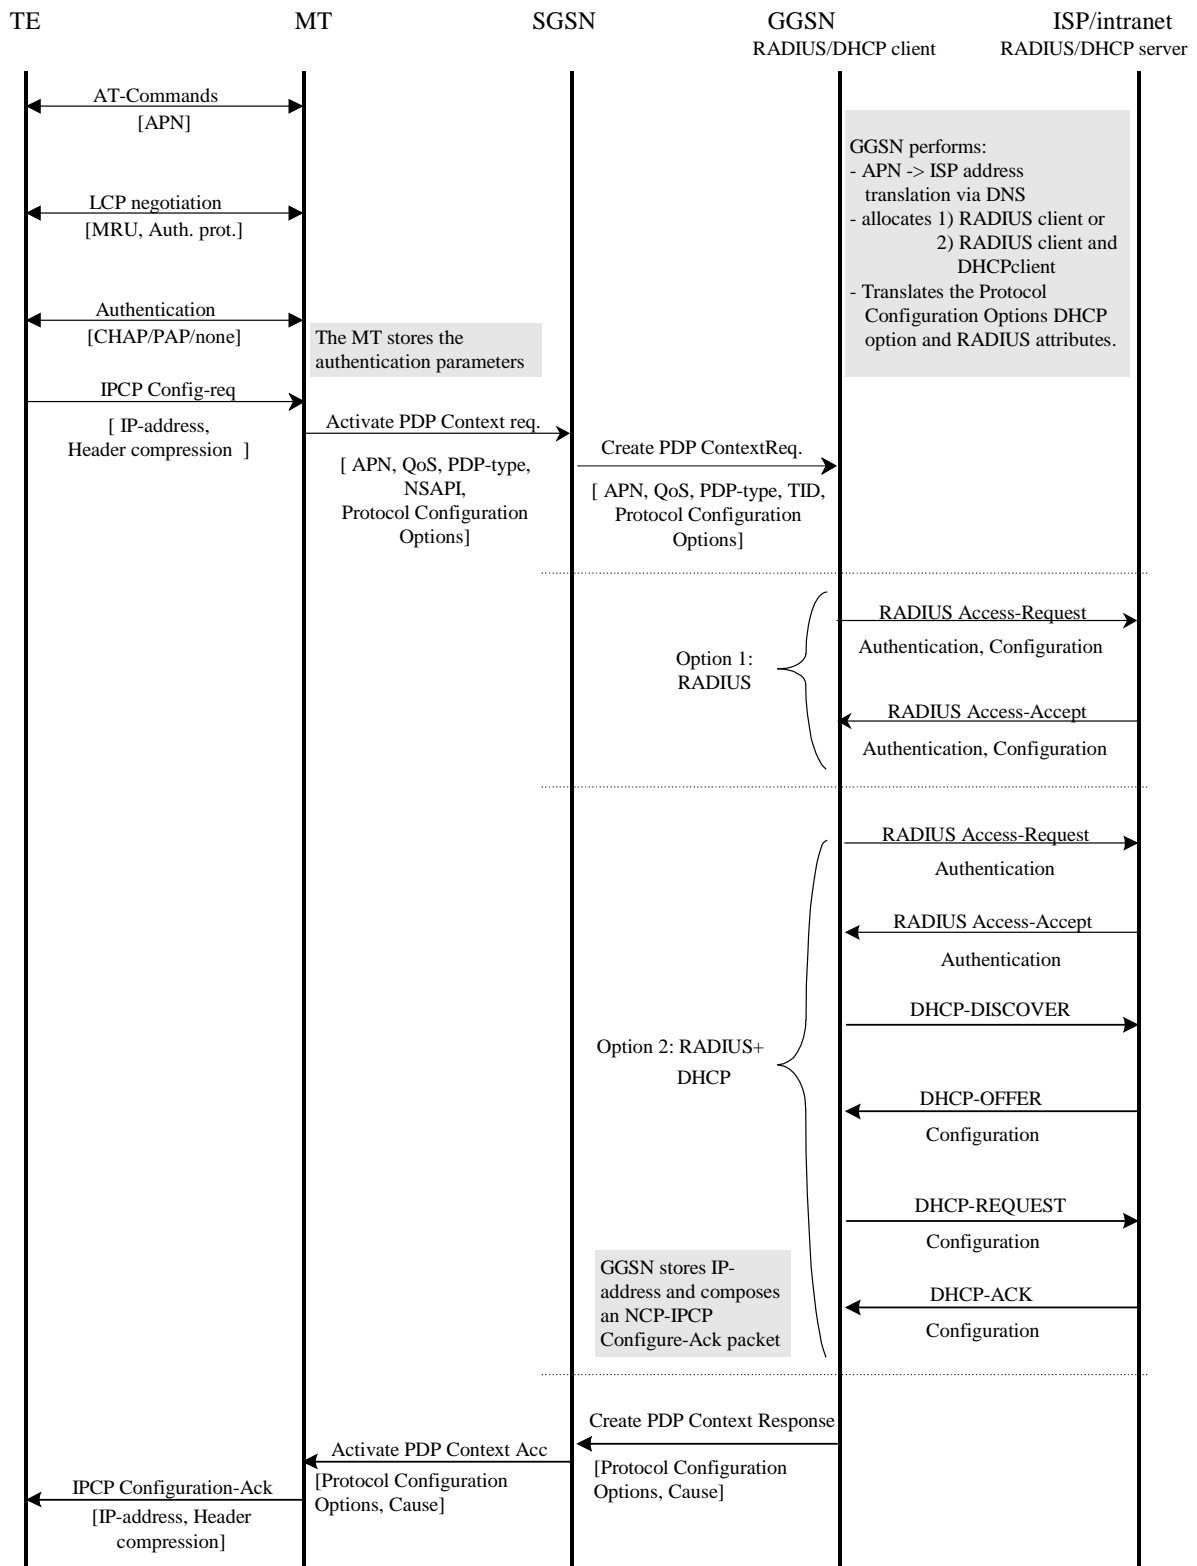 TE
MT
SGSN
GGSN
ISP/intranet
RADIUS/DHCP client
RADIUS/DHCP server
AT-Commands
[APN]
GGSN performs:
- APN -> ISP address
translation via DNS
- allocates 1) RADIUS client or
2) RADIUS client and
DHCPclient
- Translates the Protocol
Configuration Options DHCP
option and RADIUS attributes.
LCP negotiation
[MRU, Auth. prot.]
Authentication
[CHAP/PAP/none]
The MT stores the
authentication parameters
IPCP Config-req
[ IP-address,
Header compression ]
Activate PDP Context req.
[ APN, QoS, PDP-type,
NSAPI,
Protocol Configuration
Options]
Create PDP ContextReq.
[ APN, QoS, PDP-type, TID,
Protocol Configuration
Options]
Option 1:
RADIUS
RADIUS Access-Request
Authentication, Configuration
RADIUS Access-Accept
Authentication, Configuration
Option 2: RADIUS+
DHCP
RADIUS Access-Request
Authentication
RADIUS Access-Accept
Authentication
DHCP-DISCOVER
DHCP-OFFER
Configuration
DHCP-REQUEST
Configuration
DHCP-ACK
Configuration
GGSN stores IP-
address and composes
an NCP-IPCP
Configure-Ack packet
Create PDP Context Response
[Protocol Configuration
Options, Cause]
Activate PDP Context Acc
[Protocol Configuration
Options, Cause]
IPCP Configuration-Ack
[IP-address, Header
compression]